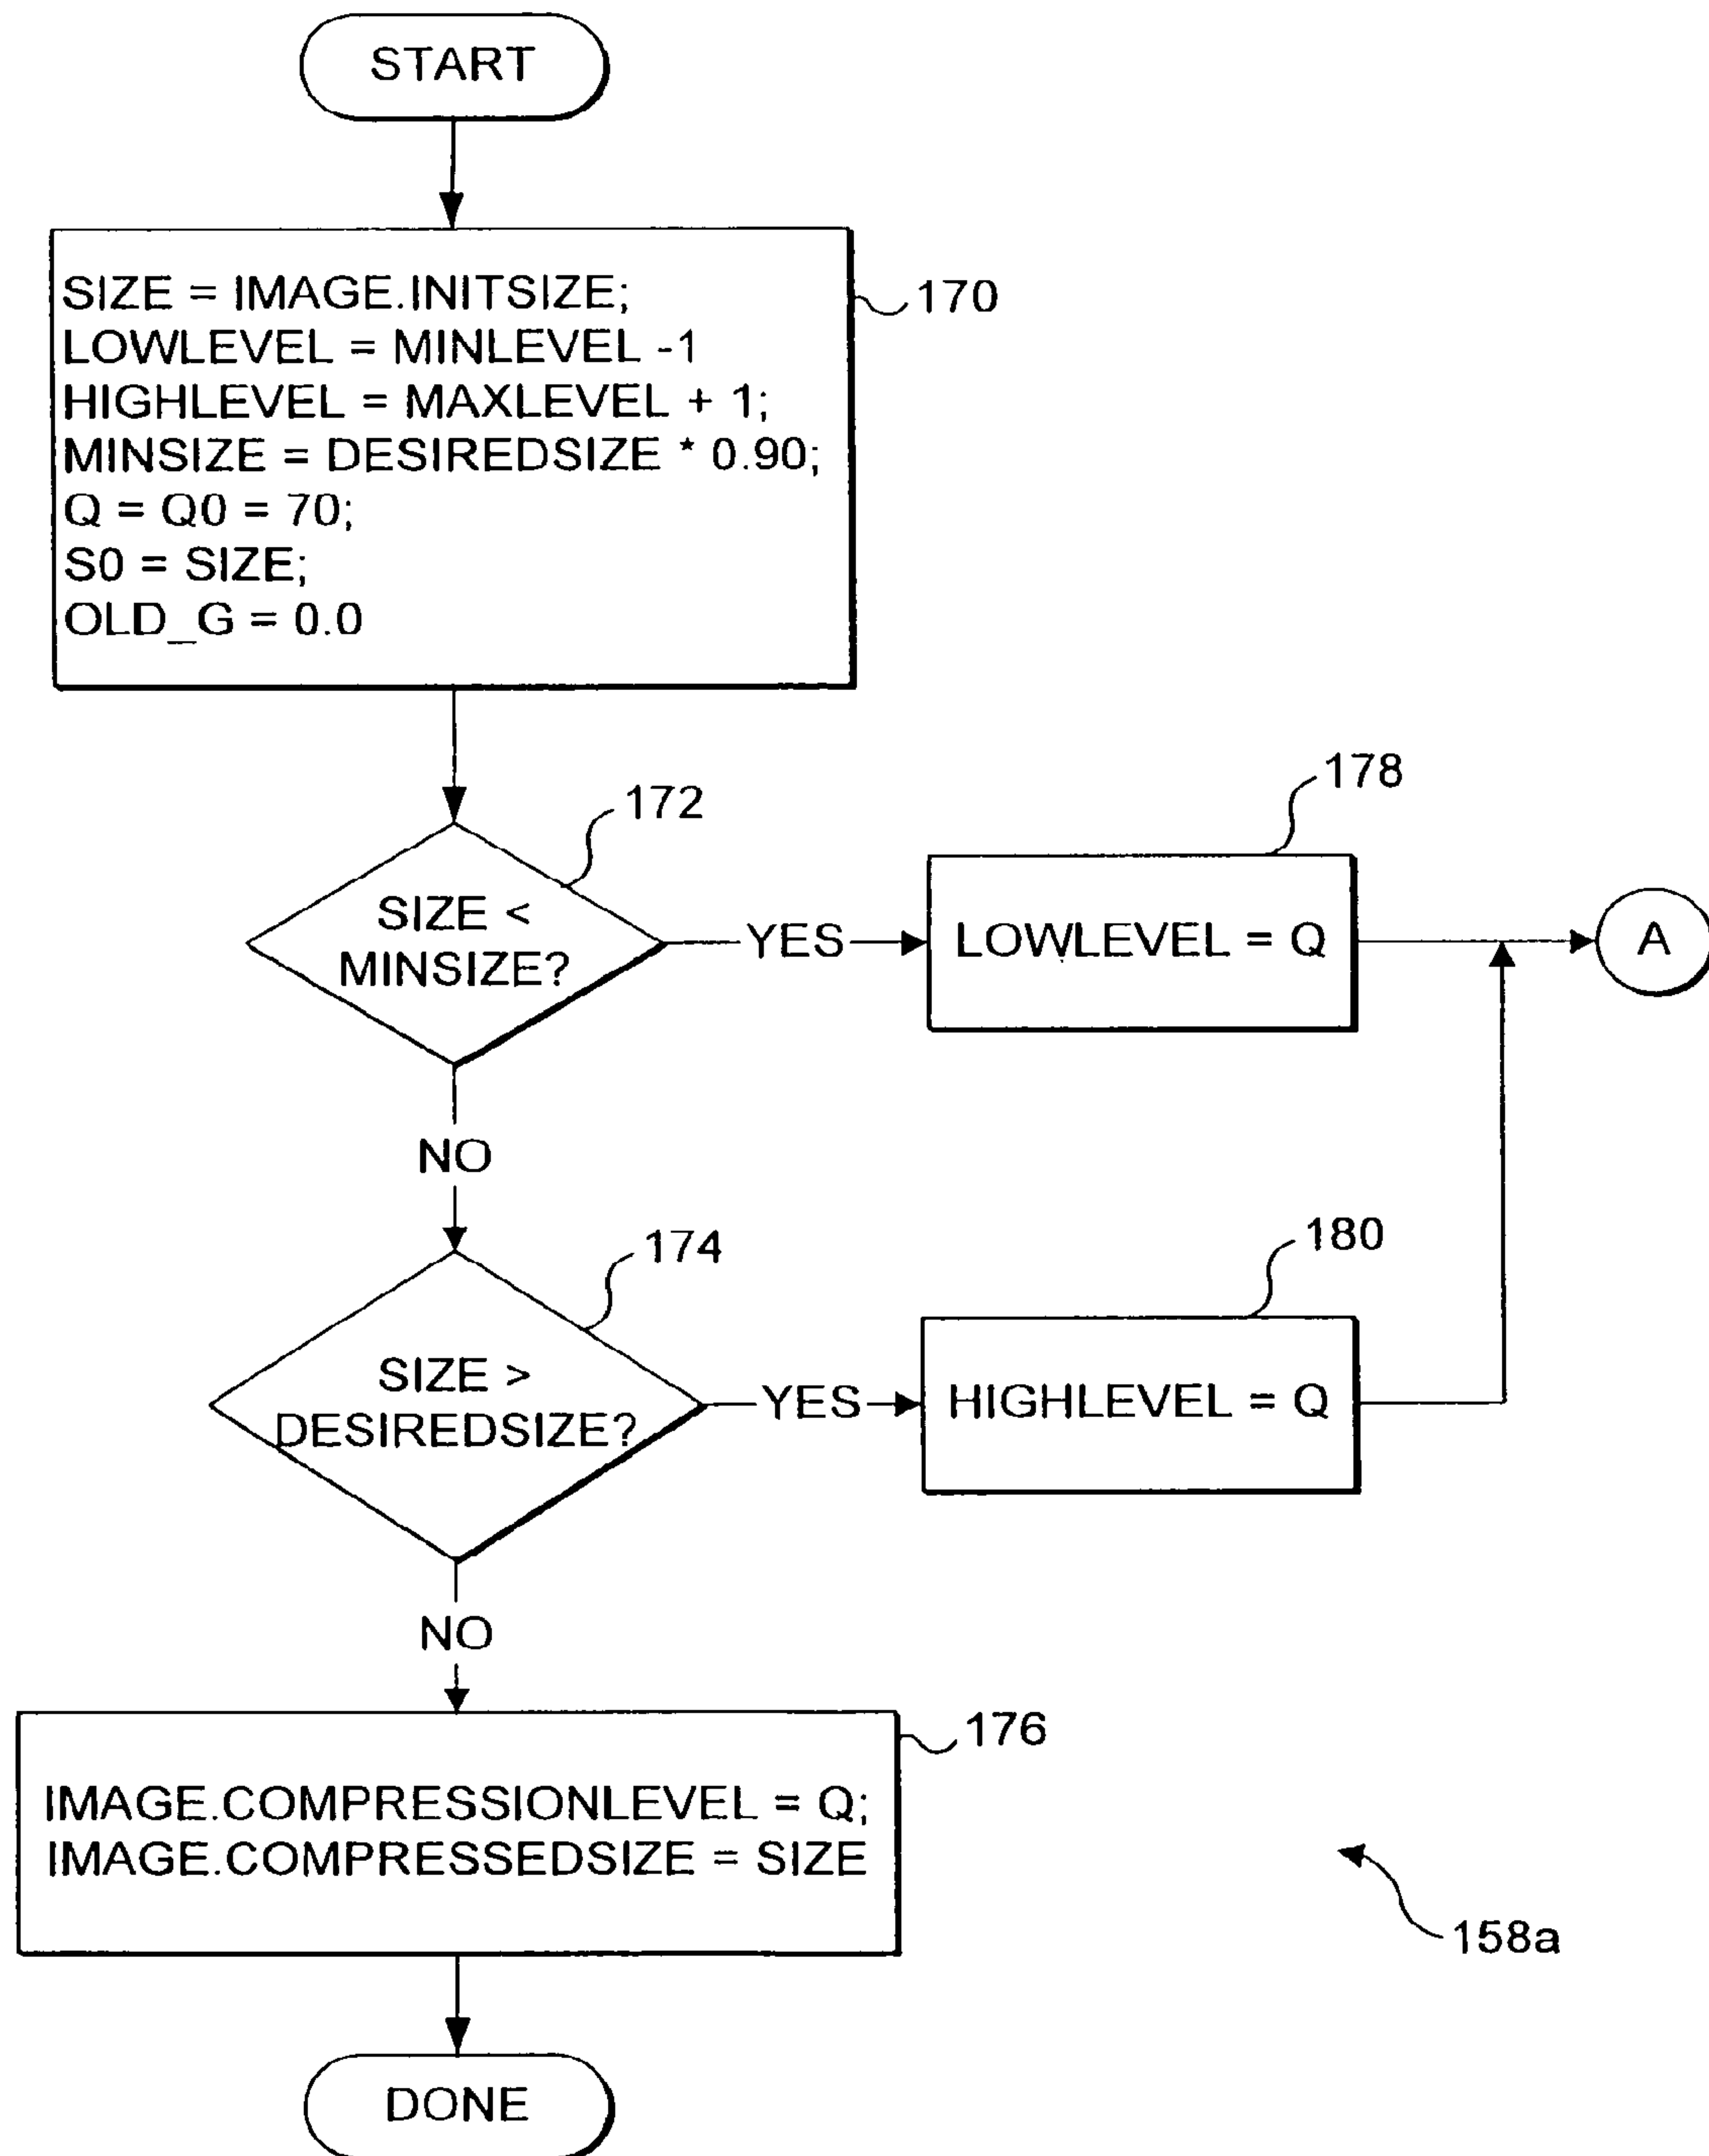 START
SIZE = IMAGE.INITSIZE;
LOWLEVEL = MINLEVEL -1
HIGHLEVEL = MAXLEVEL + 1;
MINSIZE = DESIREDSIZE * 0.90;
Q = Q0 = 70;
S0 = SIZE;
OLD_G = 0.0
170
172
SIZE <
MINSIZE?
YES
178
LOWLEVEL = Q
A
NO
174
SIZE >
DESIREDSIZE?
YES
180
HIGHLEVEL = Q
NO
176
IMAGE.COMPRESSIONLEVEL = Q;
IMAGE.COMPRESSEDSIZE = SIZE
158a
DONE